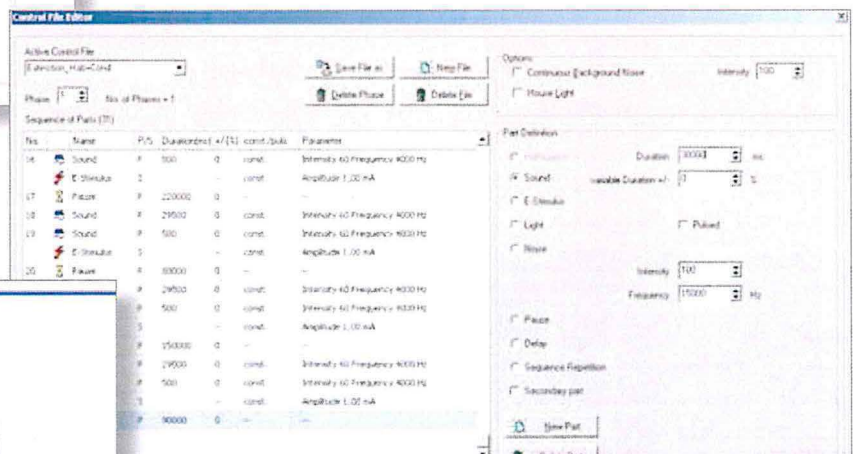 Control File Editor
Active Control File
Extinction_Hab+Cond
Save File as
New File
Phase 1 No. of Phases = 1
Delete Phase
Delete File
Sequence of Parts (31)
No. Name P/S Duration[ms] +/-[%] const./puls. Parameter
16 Sound P 500 0 const. Intensity 60 Frequency 4000 Hz
E-Stimulus S -- const. Amplitude 1,00 mA
17 Pause P 220000 0 -- --
18 Sound P 29500 0 const. Intensity 60 Frequency 4000 Hz
19 Sound P 500 0 const. Intensity 60 Frequency 4000 Hz
E-Stimulus S -- const. Amplitude 1,00 mA
20 Pause P 0 -- --
P 29500 0 const. Intensity 60 Frequency 4000 Hz
P 500 0 const. Intensity 60 Frequency 4000 Hz
S -- const. Amplitude 1,00 mA
P 150000 0 -- --
P 29500 0 const. Intensity 60 Frequency 4000 Hz
P 500 0 const. Intensity 60 Frequency 4000 Hz
S -- const. Amplitude 1,00 mA
P 90000 0 --
Options
Continuous Background Noise Intensity 100
House Light
Part Definition
Duration 30000 ms
Sound variable Duration +/- 0 %
E-Stimulus
Light Pulsed
Noise
Intensity 100
Frequency 15000 Hz
Pause
Delay
Sequence Repetition
Secondary part
New Part